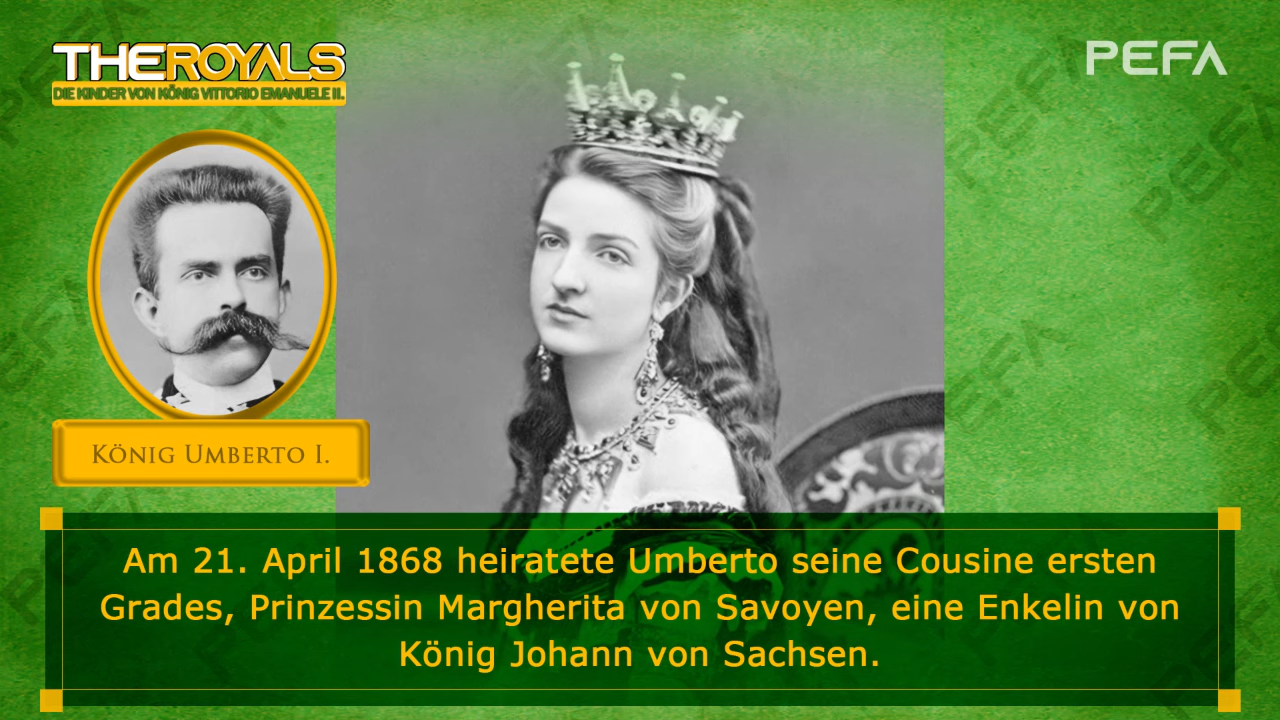 THEROYALS
DIE KINDER VON KÖNIG VITTORIO EMANUELE II.
PEFA
KÖNIG UMBERTO I.
Am 21. April 1868 heiratete Umberto seine Cousine ersten
Grades, Prinzessin Margherita von Savoyen, eine Enkelin von
König Johann von Sachsen.